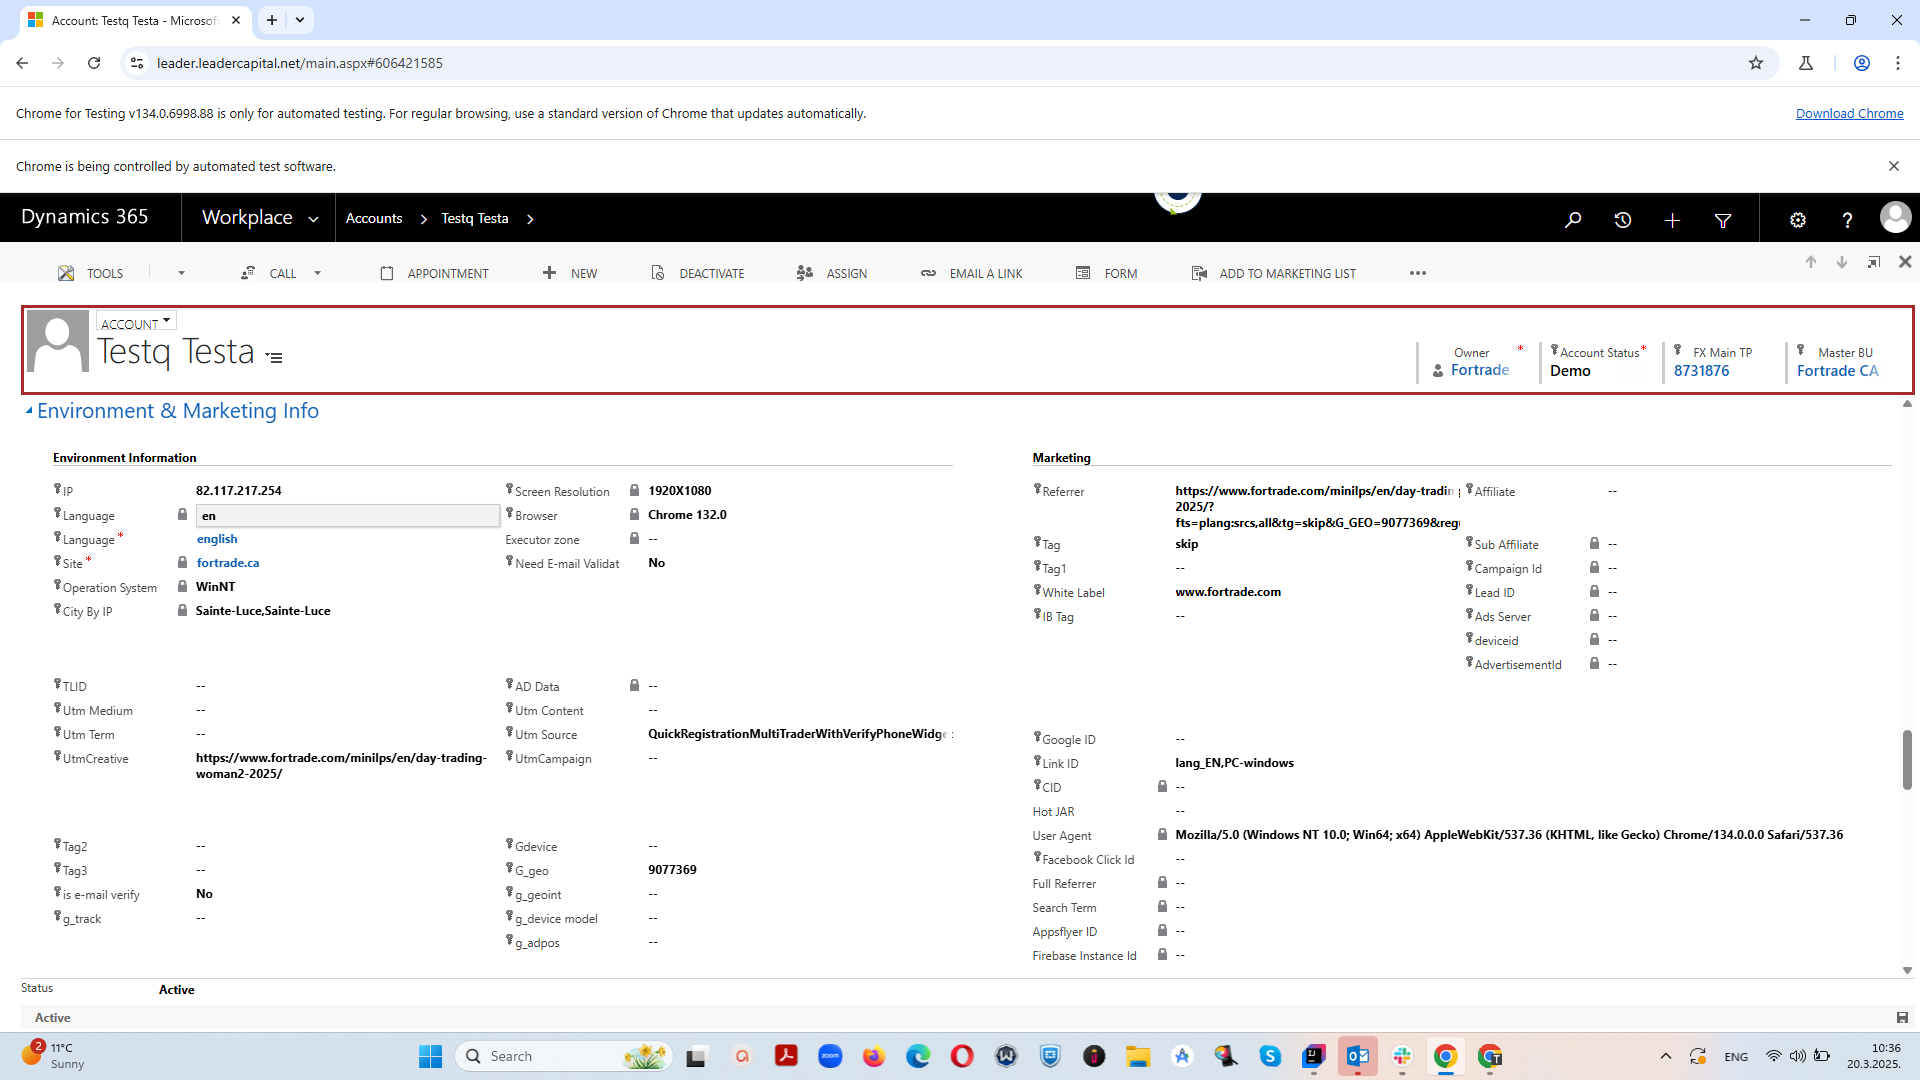 Account: Testq Testa - Microsof
leader.leadercapital.net/main.aspx#606421585
Chrome for Testing v134.0.6998.88 is only for automated testing. For regular browsing, use a standard version of Chrome that updates automatically.
Download Chrome
Chrome is being controlled by automated test software.
Dynamics 365
Workplace
Accounts
Testq Testa
TOOLS
CALL
APPOINTMENT
NEW
DEACTIVATE
ASSIGN
EMAIL A LINK
FORM
ADD TO MARKETING LIST
ACCOUNT
Testq Testa
Owner *
Fortrade
Account Status *
Demo
FX Main TP
8731876
Master BU
Fortrade CA
Environment & Marketing Info
Environment Information
IP 82.117.217.254
Language en
Language * english
Site * fortrade.ca
Operation System WinNT
City By IP Sainte-Luce,Sainte-Luce
Screen Resolution 1920X1080
Browser Chrome 132.0
Executor zone --
Need E-mail Validat No
TLID --
Utm Medium --
Utm Term --
UtmCreative https://www.fortrade.com/minilps/en/day-trading-
woman2-2025/
AD Data --
Utm Content --
Utm Source QuickRegistrationMultiTraderWithVerifyPhoneWidge
UtmCampaign --
Tag2 --
Tag3 --
is e-mail verify No
g_track --
Gdevice --
G_geo 9077369
g_geoint --
g_device model --
g_adpos --
Marketing
Referrer https://www.fortrade.com/minilps/en/day-tradin
2025/?
fts=plang:srcs,all&tg=skip&G_GEO=9077369&reg
Tag skip
Tag1 --
White Label www.fortrade.com
IB Tag --
Affiliate --
Sub Affiliate --
Campaign Id --
Lead ID --
Ads Server --
deviceid --
AdvertisementId --
Google ID --
Link ID lang_EN,PC-windows
CID --
Hot JAR --
User Agent Mozilla/5.0 (Windows NT 10.0; Win64; x64) AppleWebKit/537.36 (KHTML, like Gecko) Chrome/134.0.0.0 Safari/537.36
Facebook Click Id --
Full Referrer --
Search Term --
Appsflyer ID --
Firebase Instance Id --
Status Active
Active
2
11°C
Sunny
Search
zoom
ENG
10:36
20.3.2025.